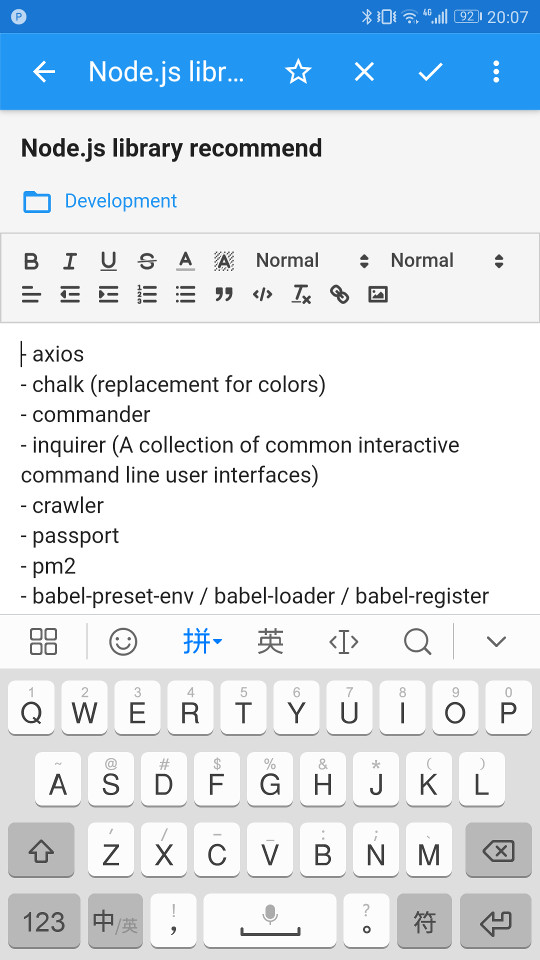 P 4G 92 20:07
Node.js libr...
Node.js library recommend
Development
B I U S A A Normal Normal
- axios
- chalk (replacement for colors)
- commander
- inquirer (A collection of common interactive
command line user interfaces)
- crawler
- passport
- pm2
- babel-preset-env / babel-loader / babel-register
拼 英
1 2 3 4 5 6 7 8 9 0
Q W E R T Y U I O P
~ @ # $ % & * ( )
A S D F G H J K L
' / – _ : ; 、
Z X C V B N M
! ?
123 中/英 , 。 符